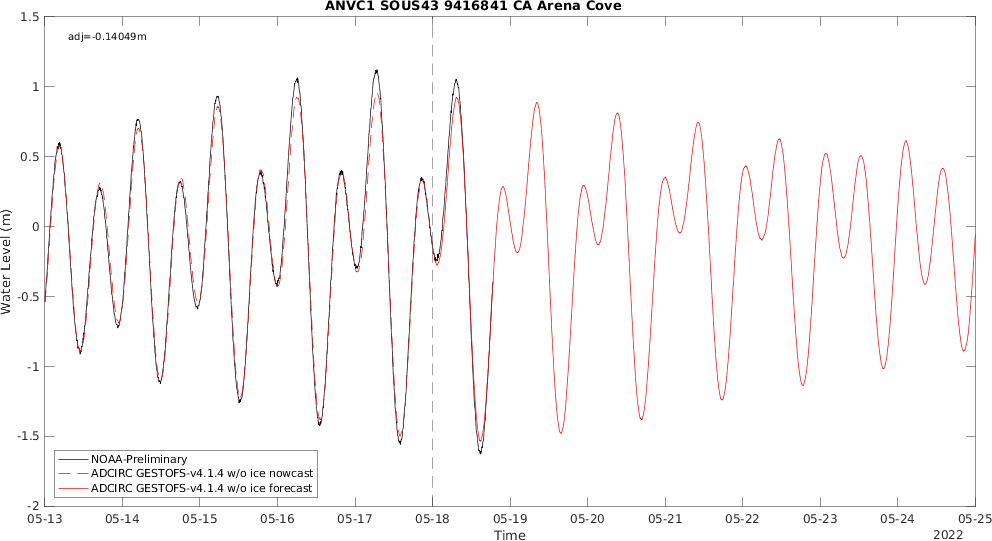 ANVC1 SOUS43 9416841 CA Arena Cove
adj=-0.14049m
1.5
1
0.5
0
-0.5
-1
-1.5
-2
Water Level (m)
NOAA-Preliminary
ADCIRC GESTOFS-v4.1.4 w/o ice nowcast
ADCIRC GESTOFS-v4.1.4 w/o ice forecast
05-13 05-14 05-15 05-16 05-17 05-18 05-19 05-20 05-21 05-22 05-23 05-24 05-25
Time
2022